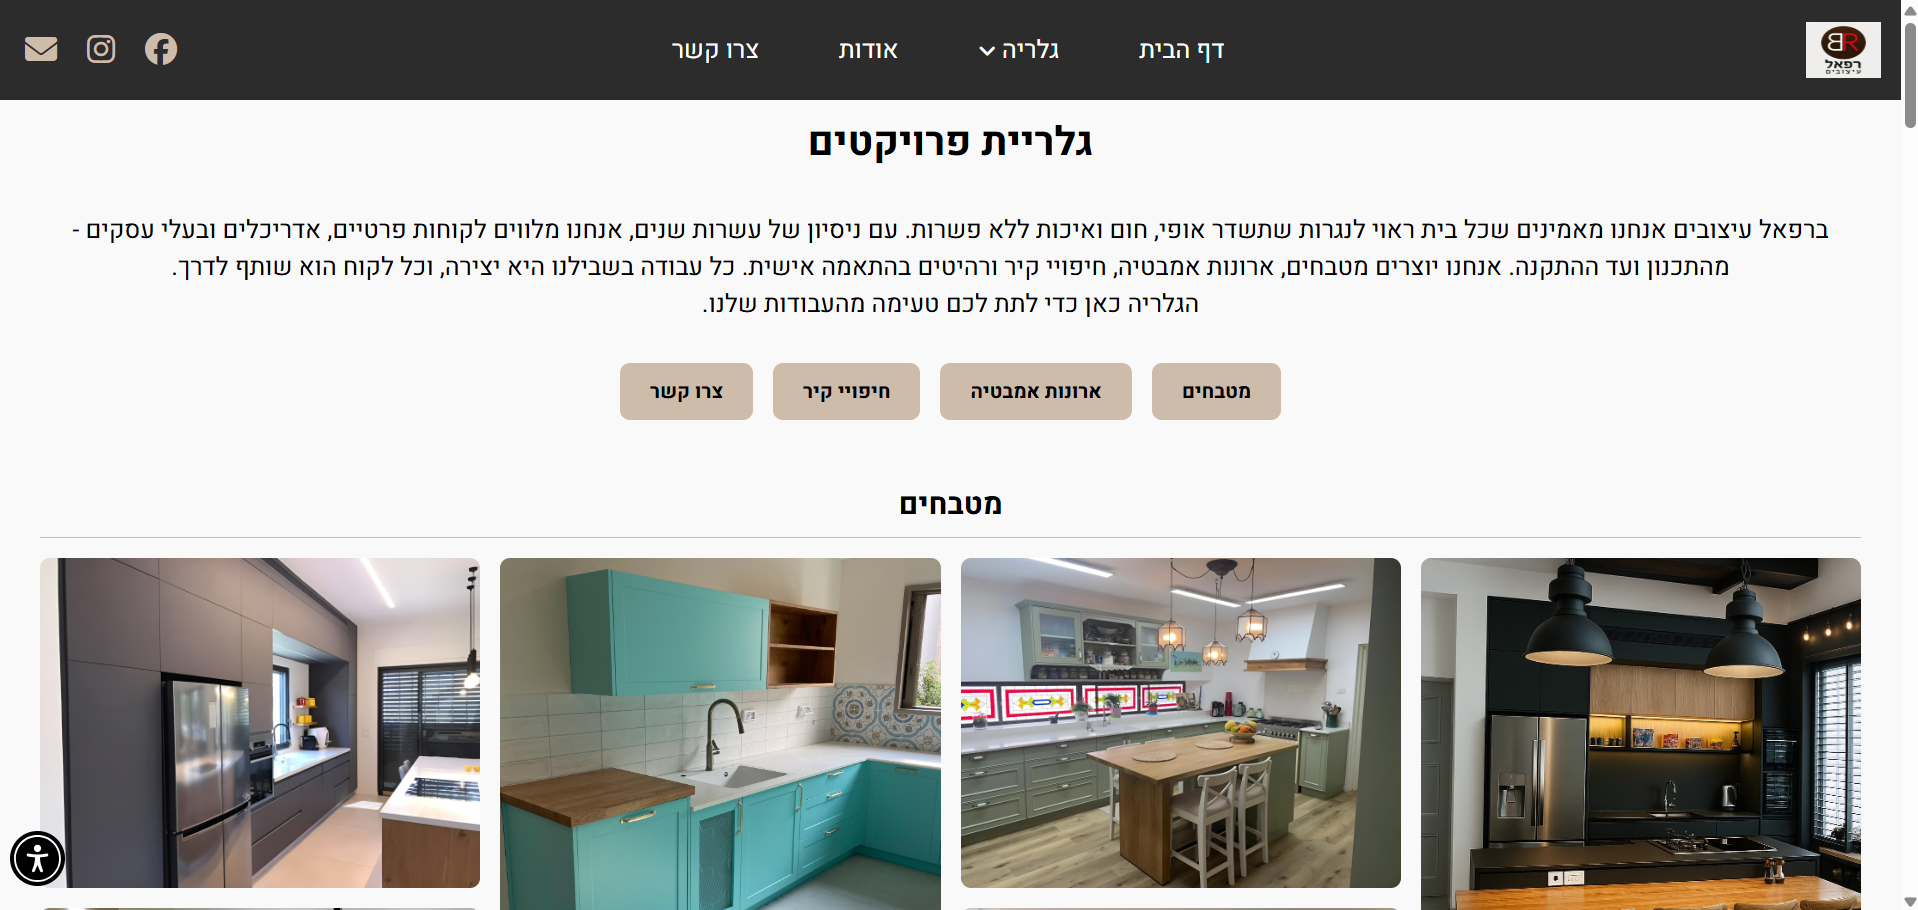 BR
רפאל
עיצובים
דף הבית
גלריה
אודות
צרו קשר
גלריית פרויקטים
ברפאל עיצובים אנחנו מאמינים שכל בית ראוי לנגרות שתשדר אופי, חום ואיכות ללא פשרות. עם ניסיון של עשרות שנים, אנחנו מלווים לקוחות פרטיים, אדריכלים ובעלי עסקים -
מהתכנון ועד ההתקנה. אנחנו יוצרים מטבחים, ארונות אמבטיה, חיפויי קיר ורהיטים בהתאמה אישית. כל עבודה בשבילנו היא יצירה, וכל לקוח הוא שותף לדרך.
הגלריה כאן כדי לתת לכם טעימה מהעבודות שלנו.
מטבחים
ארונות אמבטיה
חיפויי קיר
צרו קשר
מטבחים